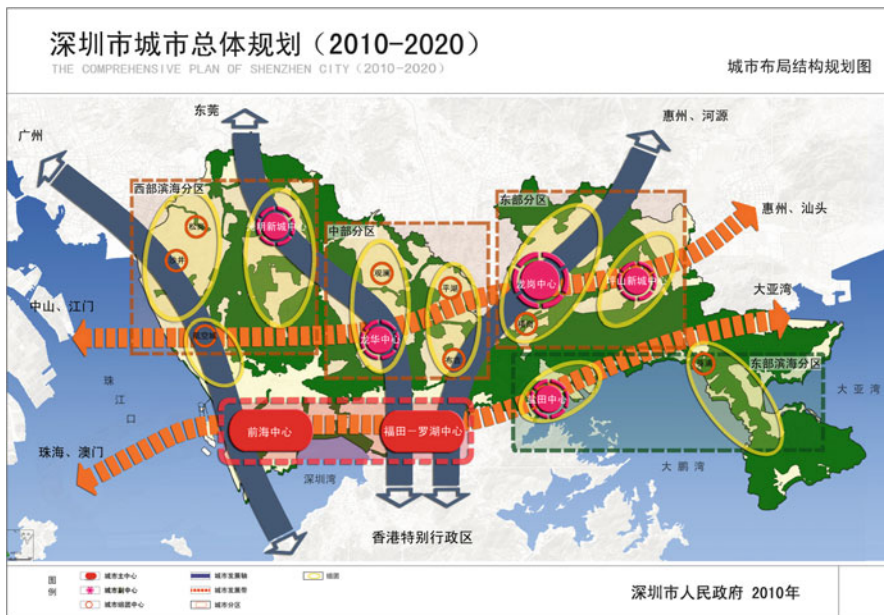 深圳市城市总体规划（2010-2020）
THE COMPREHENSIVE PLAN OF SHENZHEN CITY (2010-2020)
城市布局结构规划图
东莞
惠州、河源
广州
西部滨海分区
东部分区
惠州、汕头
松岗
光明新城中心
中部分区
沙井
观澜
平湖
龙岗中心
坪山新城中心
大亚湾
中山、江门
航空城
龙华中心
布吉
横岗
东部滨海分区
珠江口
盐田中心
大亚湾
前海中心
福田－罗湖中心
珠海、澳门
深圳湾
大鹏湾
香港特别行政区
图例
城市主中心
城市发展轴
组团
城市副中心
城市发展带
城市组团中心
城市分区
深圳市人民政府 2010年